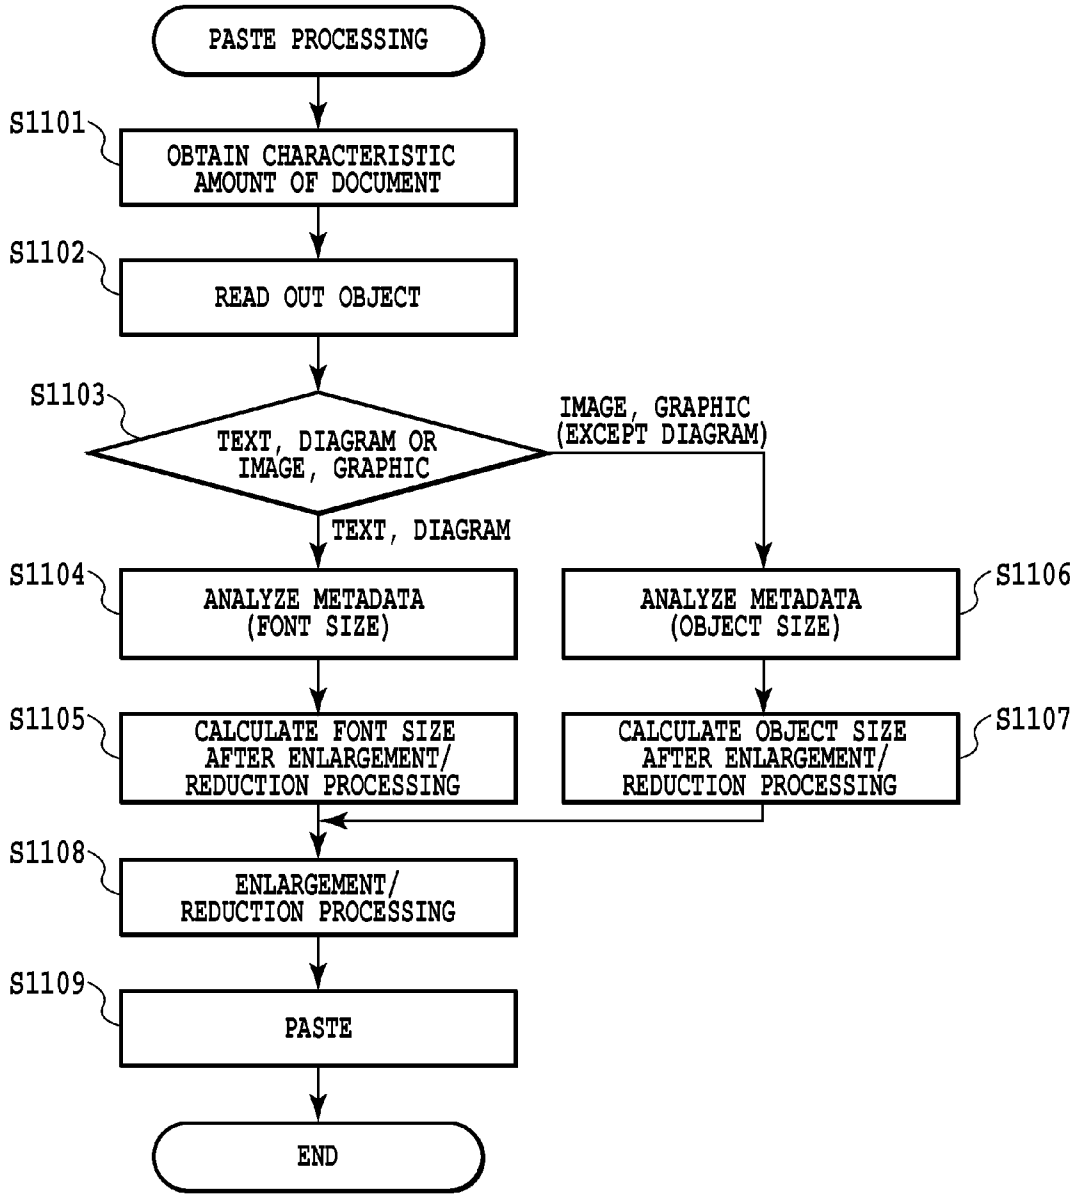 PASTE PROCESSING
S1101
OBTAIN CHARACTERISTIC
AMOUNT OF DOCUMENT
S1102
READ OUT OBJECT
S1103
TEXT, DIAGRAM OR
IMAGE, GRAPHIC
IMAGE, GRAPHIC
(EXCEPT DIAGRAM)
TEXT, DIAGRAM
S1104
ANALYZE METADATA
(FONT SIZE)
S1106
ANALYZE METADATA
(OBJECT SIZE)
S1105
CALCULATE FONT SIZE
AFTER ENLARGEMENT/
REDUCTION PROCESSING
S1107
CALCULATE OBJECT SIZE
AFTER ENLARGEMENT/
REDUCTION PROCESSING
S1108
ENLARGEMENT/
REDUCTION PROCESSING
S1109
PASTE
END